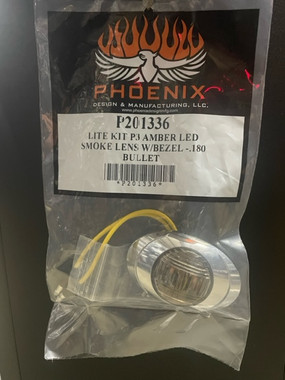 PHOENIX
DESIGN & MANUFACTURING, LLC.
P201336
LITE KIT P3 AMBER LED
SMOKE LENS W/BEZEL -.180
BULLET
*P201336*